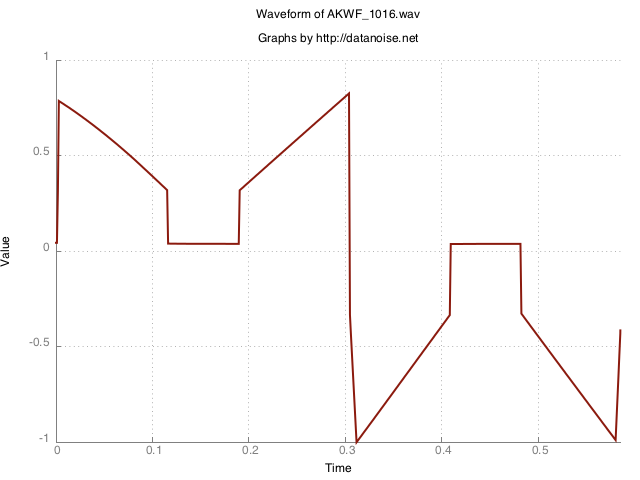 Waveform of AKWF_1016.wav
Graphs by http://datanoise.net
1
0.5
0
-0.5
-1
Value
0 0.1 0.2 0.3 0.4 0.5
Time